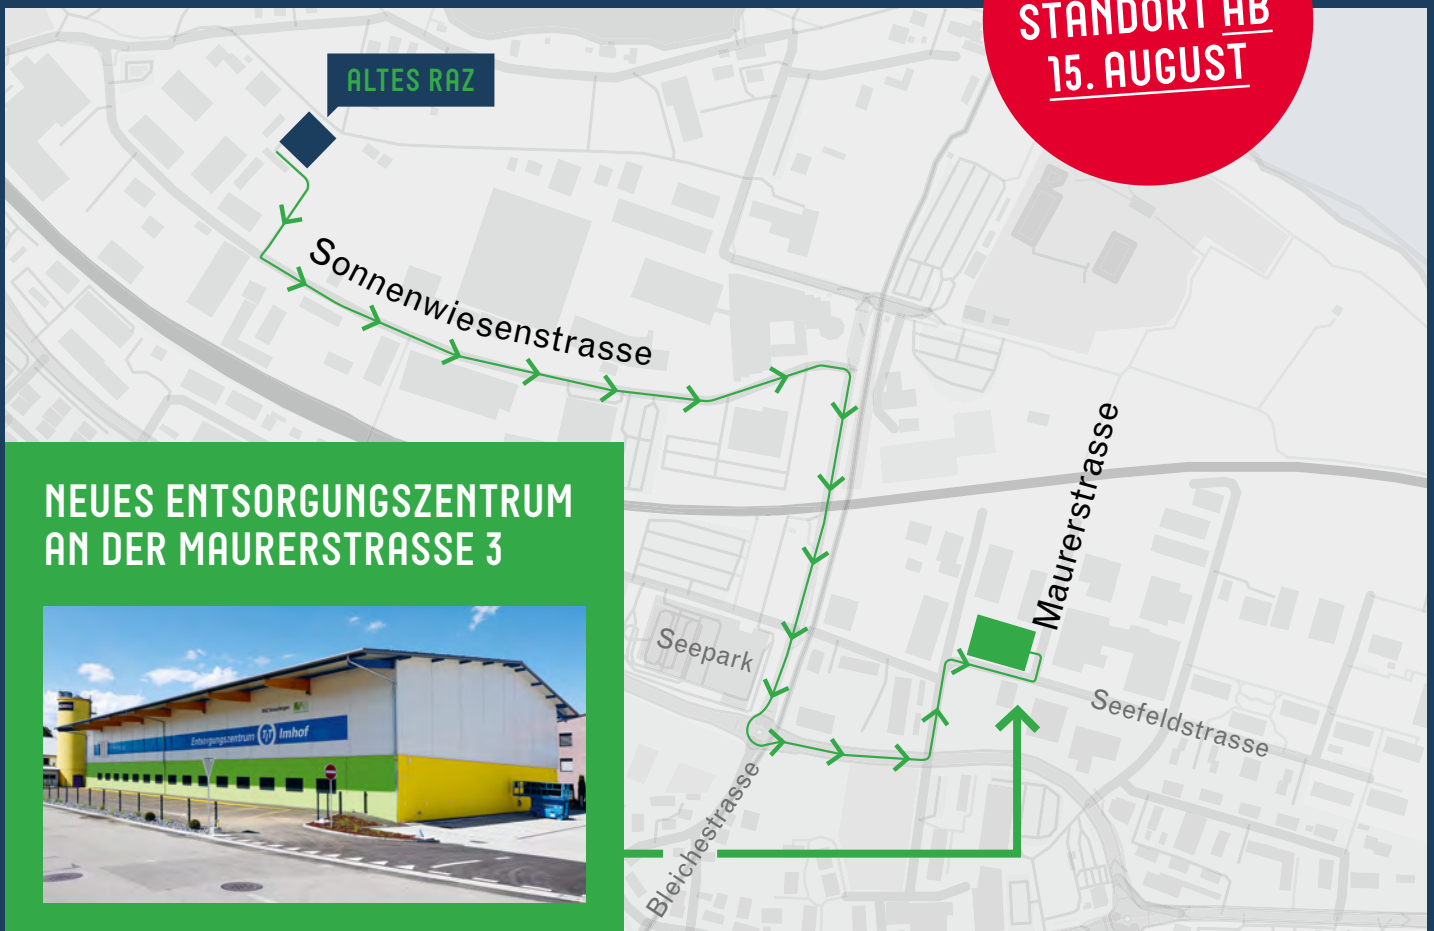 STANDORT AB
15. AUGUST
ALTES RAZ
Sonnenwiesenstrasse
Maurerstrasse
NEUES ENTSORGUNGSZENTRUM
AN DER MAURERSTRASSE 3
Seepark
Seefeldstrasse
Bleichestrasse
Entsorgungszentrum Imhof